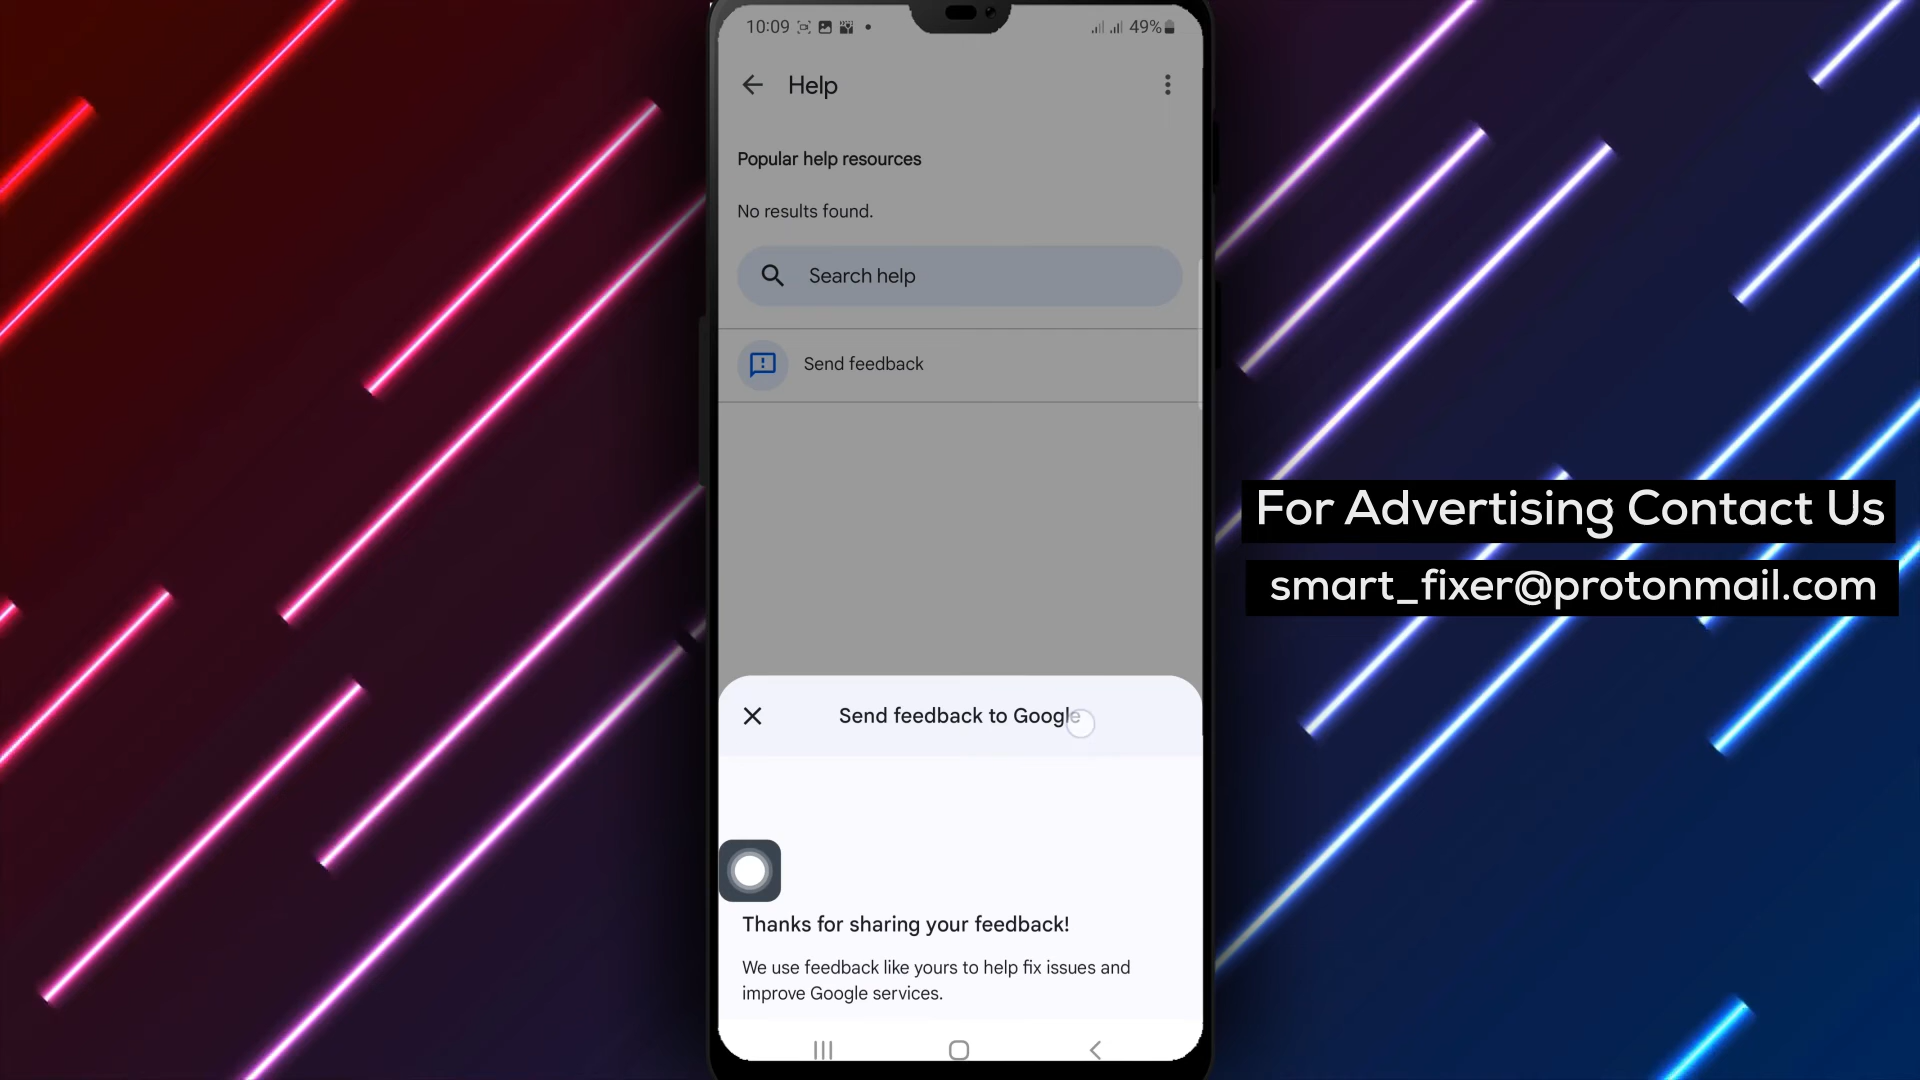 10:09
49%
Help
Popular help resources
No results found.
Search help
Send feedback
For Advertising Contact Us
smart_fixer@protonmail.com
Send feedback to Google
Thanks for sharing your feedback!
We use feedback like yours to help fix issues and
improve Google services.